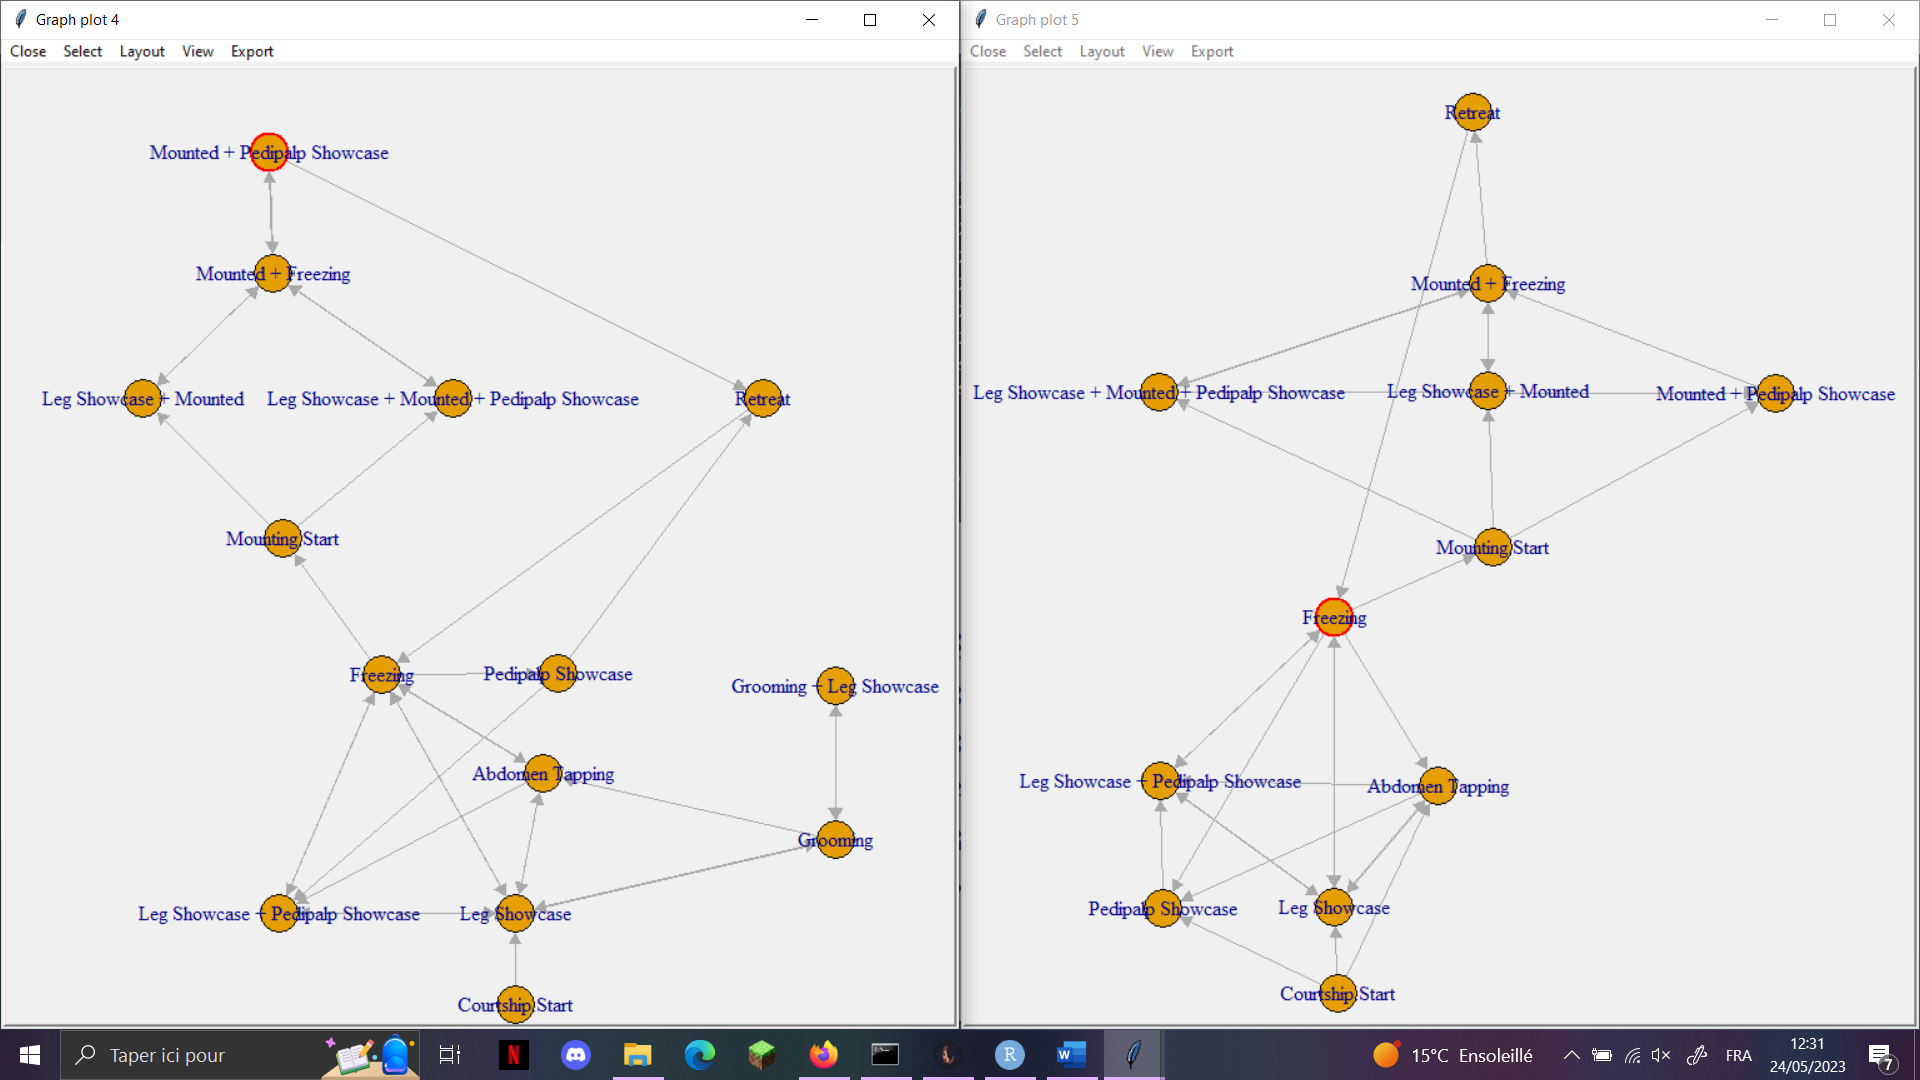 Graph plot 4
Close Select Layout View Export
Mounted + Pedipalp Showcase
Mounted + Freezing
Leg Showcase + Mounted
Leg Showcase + Mounted + Pedipalp Showcase
Retreat
Mounting Start
Freezing
Pedipalp Showcase
Grooming + Leg Showcase
Abdomen Tapping
Grooming
Leg Showcase + Pedipalp Showcase
Leg Showcase
Courtship Start
Graph plot 5
Close Select Layout View Export
Retreat
Mounted + Freezing
Leg Showcase + Mounted + Pedipalp Showcase
Leg Showcase + Mounted
Mounted + Pedipalp Showcase
Mounting Start
Freezing
Leg Showcase + Pedipalp Showcase
Abdomen Tapping
Pedipalp Showcase
Leg Showcase
Courtship Start
Taper ici pour
N
R
W
15°C Ensoleillé
FRA
12:31
24/05/2023
7